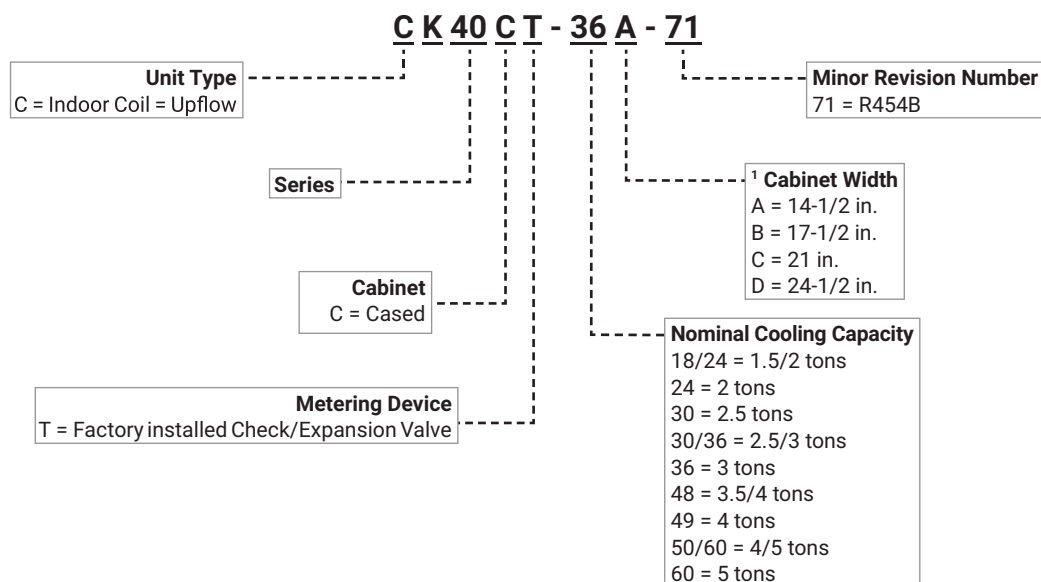 C K 40 C T - 36 A - 71
Unit Type
C = Indoor Coil = Upflow
Minor Revision Number
71 = R454B
Series
¹ Cabinet Width
A = 14-1/2 in.
B = 17-1/2 in.
C = 21 in.
D = 24-1/2 in.
Cabinet
C = Cased
Nominal Cooling Capacity
18/24 = 1.5/2 tons
24 = 2 tons
30 = 2.5 tons
30/36 = 2.5/3 tons
36 = 3 tons
48 = 3.5/4 tons
49 = 4 tons
50/60 = 4/5 tons
60 = 5 tons
Metering Device
T = Factory installed Check/Expansion Valve